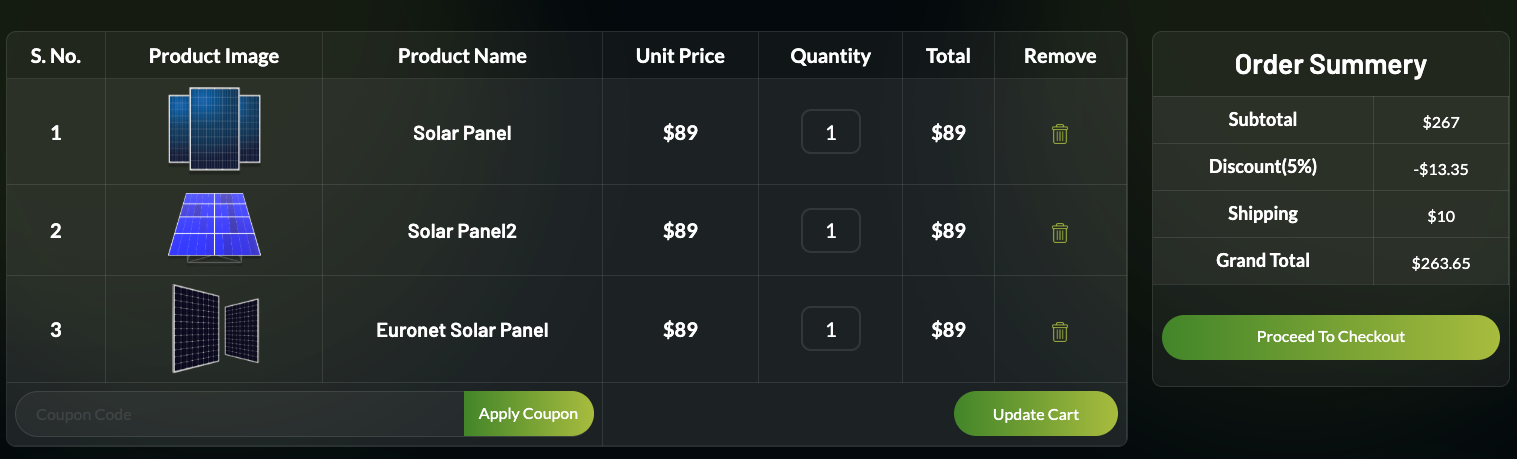 S. No. Product Image Product Name Unit Price Quantity Total Remove
1 Solar Panel $89 1 $89
2 Solar Panel2 $89 1 $89
3 Euronet Solar Panel $89 1 $89
Coupon Code Apply Coupon Update Cart
Order Summery
Subtotal $267
Discount(5%) -$13.35
Shipping $10
Grand Total $263.65
Proceed To Checkout